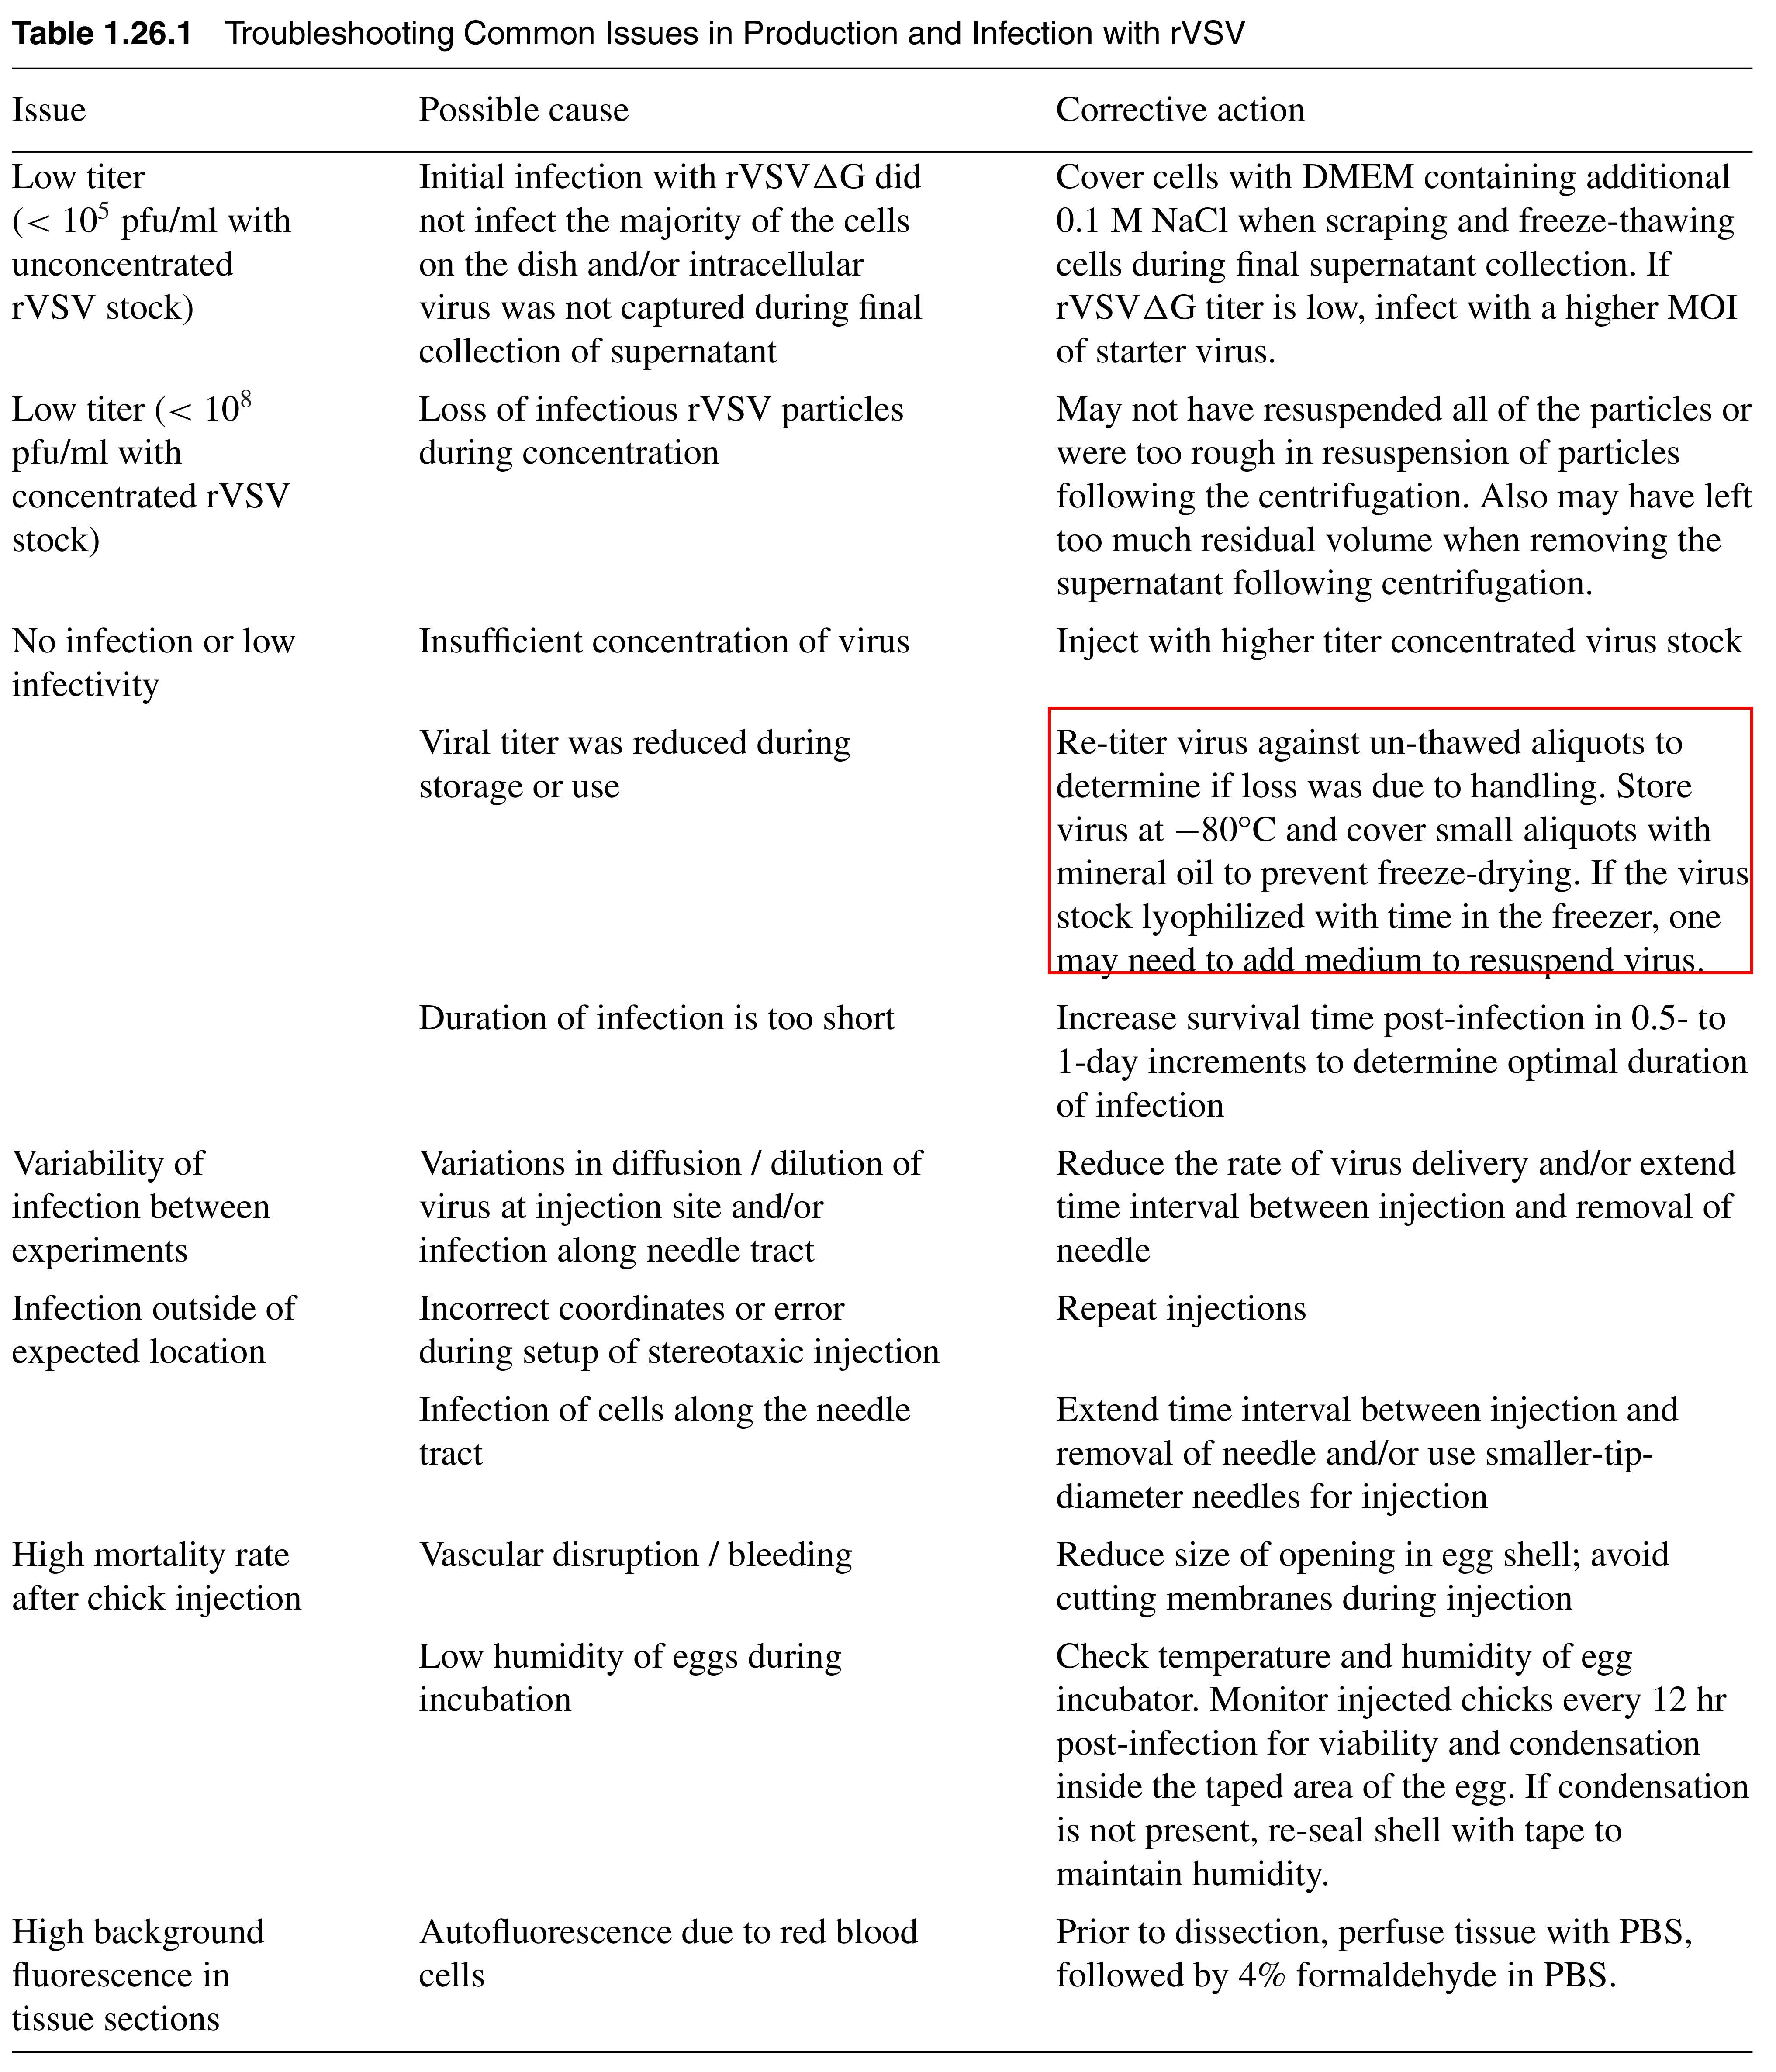 Table 1.26.1 Troubleshooting Common Issues in Production and Infection with rVSV
Issue Possible cause Corrective action
Low titer
(< 10⁵ pfu/ml with
unconcentrated
rVSV stock)
Initial infection with rVSVΔG did
not infect the majority of the cells
on the dish and/or intracellular
virus was not captured during final
collection of supernatant
Cover cells with DMEM containing additional
0.1 M NaCl when scraping and freeze-thawing
cells during final supernatant collection. If
rVSVΔG titer is low, infect with a higher MOI
of starter virus.
Low titer (< 10⁸
pfu/ml with
concentrated rVSV
stock)
Loss of infectious rVSV particles
during concentration
May not have resuspended all of the particles or
were too rough in resuspension of particles
following the centrifugation. Also may have left
too much residual volume when removing the
supernatant following centrifugation.
No infection or low
infectivity
Insufficient concentration of virus
Inject with higher titer concentrated virus stock
Viral titer was reduced during
storage or use
Re-titer virus against un-thawed aliquots to
determine if loss was due to handling. Store
virus at −80°C and cover small aliquots with
mineral oil to prevent freeze-drying. If the virus
stock lyophilized with time in the freezer, one
may need to add medium to resuspend virus.
Duration of infection is too short
Increase survival time post-infection in 0.5- to
1-day increments to determine optimal duration
of infection
Variability of
infection between
experiments
Variations in diffusion / dilution of
virus at injection site and/or
infection along needle tract
Reduce the rate of virus delivery and/or extend
time interval between injection and removal of
needle
Infection outside of
expected location
Incorrect coordinates or error
during setup of stereotaxic injection
Repeat injections
Infection of cells along the needle
tract
Extend time interval between injection and
removal of needle and/or use smaller-tip-
diameter needles for injection
High mortality rate
after chick injection
Vascular disruption / bleeding
Reduce size of opening in egg shell; avoid
cutting membranes during injection
Low humidity of eggs during
incubation
Check temperature and humidity of egg
incubator. Monitor injected chicks every 12 hr
post-infection for viability and condensation
inside the taped area of the egg. If condensation
is not present, re-seal shell with tape to
maintain humidity.
High background
fluorescence in
tissue sections
Autofluorescence due to red blood
cells
Prior to dissection, perfuse tissue with PBS,
followed by 4% formaldehyde in PBS.